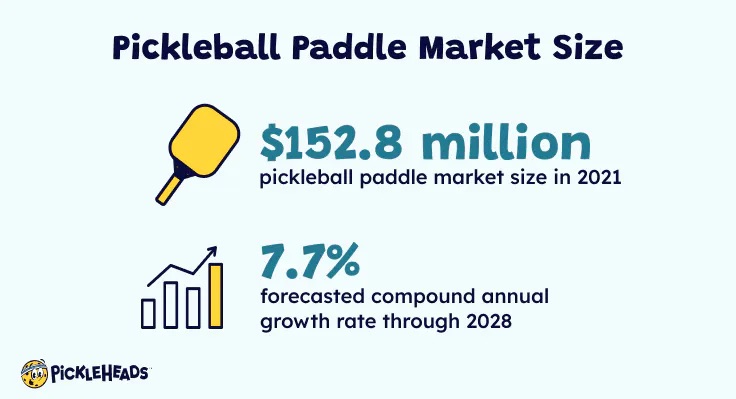 Pickleball Paddle Market Size
$152.8 million
pickleball paddle market size in 2021
7.7%
forecasted compound annual
growth rate through 2028
PICKLEHEADS